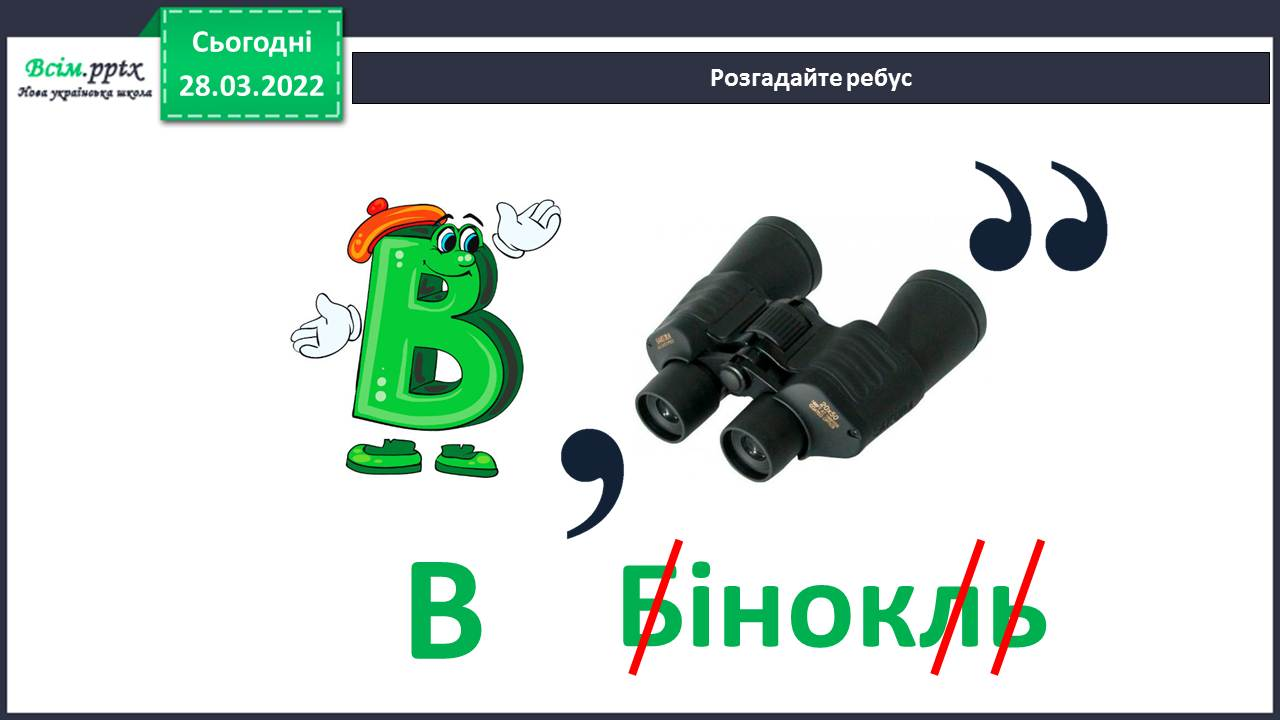 Сьогодні
28.03.2022
Всім.pptx
Нова українська школа
Розгадайте ребус
В
,
,,
В Бінокль